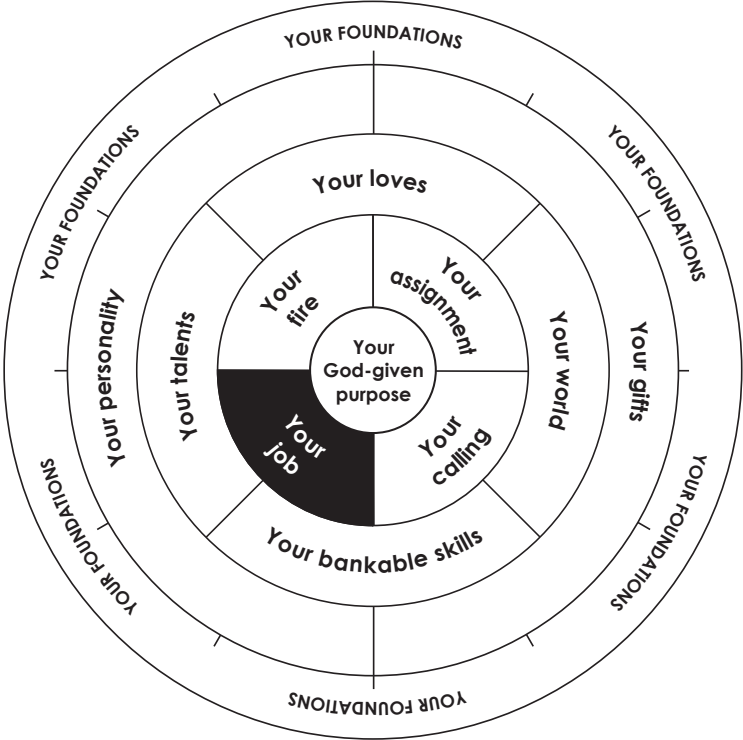 YOUR FOUNDATIONS
YOUR FOUNDATIONS
YOUR FOUNDATIONS
Your loves
Your
fire
Your
assignment
Your personality
Your talents
Your
God-given
purpose
Your world
Your gifts
Your
job
Your
calling
Your bankable skills
YOUR FOUNDATIONS
YOUR FOUNDATIONS
YOUR FOUNDATIONS